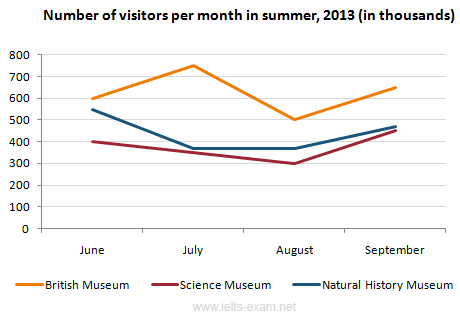 Number of visitors per month in summer, 2013 (in thousands)
800
700
600
500
400
300
200
100
0
June July August September
British Museum Science Museum Natural History Museum
www.ielts-exam.net